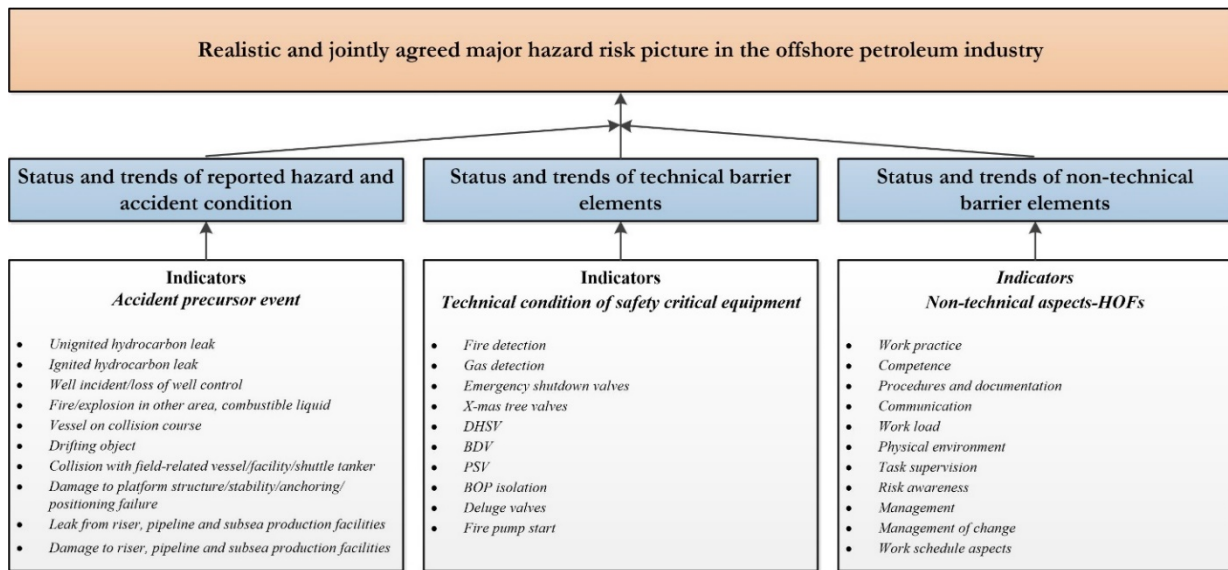 Realistic and jointly agreed major hazard risk picture in the offshore petroleum industry
Status and trends of reported hazard and
accident condition
Status and trends of technical barrier
elements
Status and trends of non-technical
barrier elements
Indicators
Accident precursor event
• Unignited hydrocarbon leak
• Ignited hydrocarbon leak
• Well incident/loss of well control
• Fire/explosion in other area, combustible liquid
• Vessel on collision course
• Drifting object
• Collision with field-related vessel/facility/shuttle tanker
• Damage to platform structure/stability/anchoring/
positioning failure
• Leak from riser, pipeline and subsea production facilities
• Damage to riser, pipeline and subsea production facilities
Indicators
Technical condition of safety critical equipment
• Fire detection
• Gas detection
• Emergency shutdown valves
• X-mas tree valves
• DHSV
• BDV
• PSV
• BOP isolation
• Deluge valves
• Fire pump start
Indicators
Non-technical aspects-HOFs
• Work practice
• Competence
• Procedures and documentation
• Communication
• Work load
• Physical environment
• Task supervision
• Risk awareness
• Management
• Management of change
• Work schedule aspects